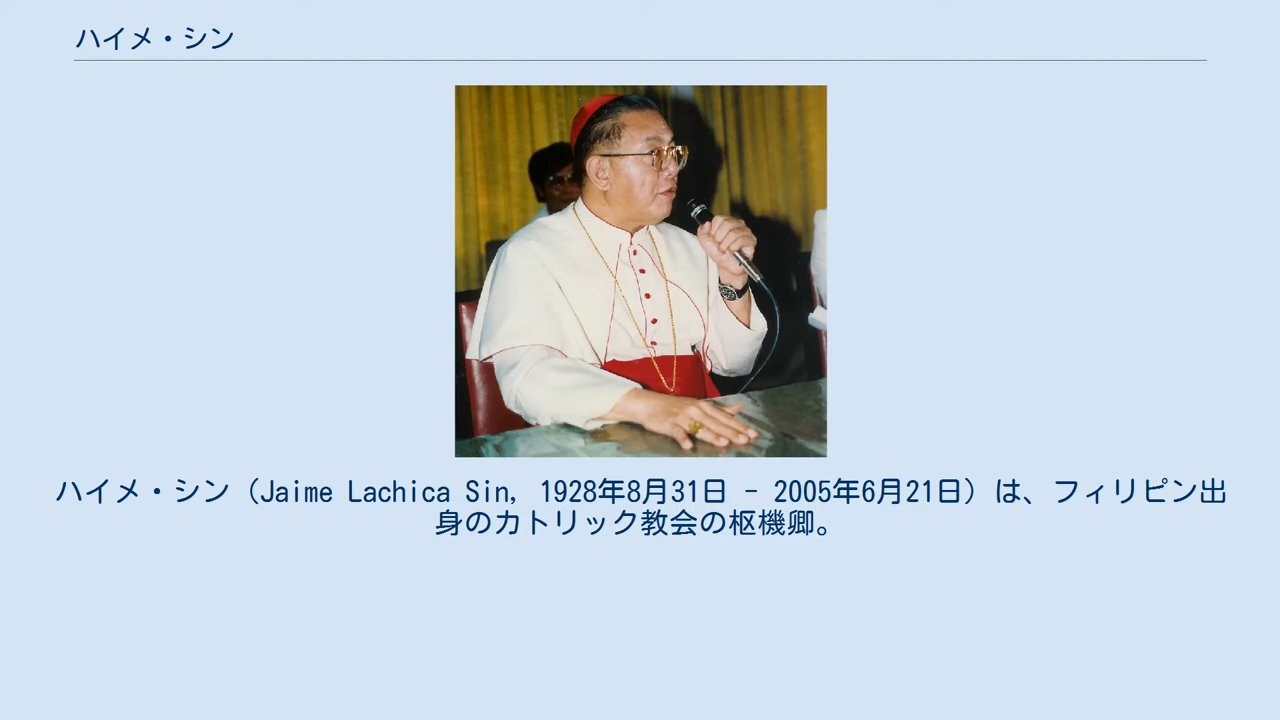 ハイメ・シン
ハイメ・シン（Jaime Lachica Sin, 1928年8月31日 - 2005年6月21日）は、フィリピン出
身のカトリック教会の枢機卿。